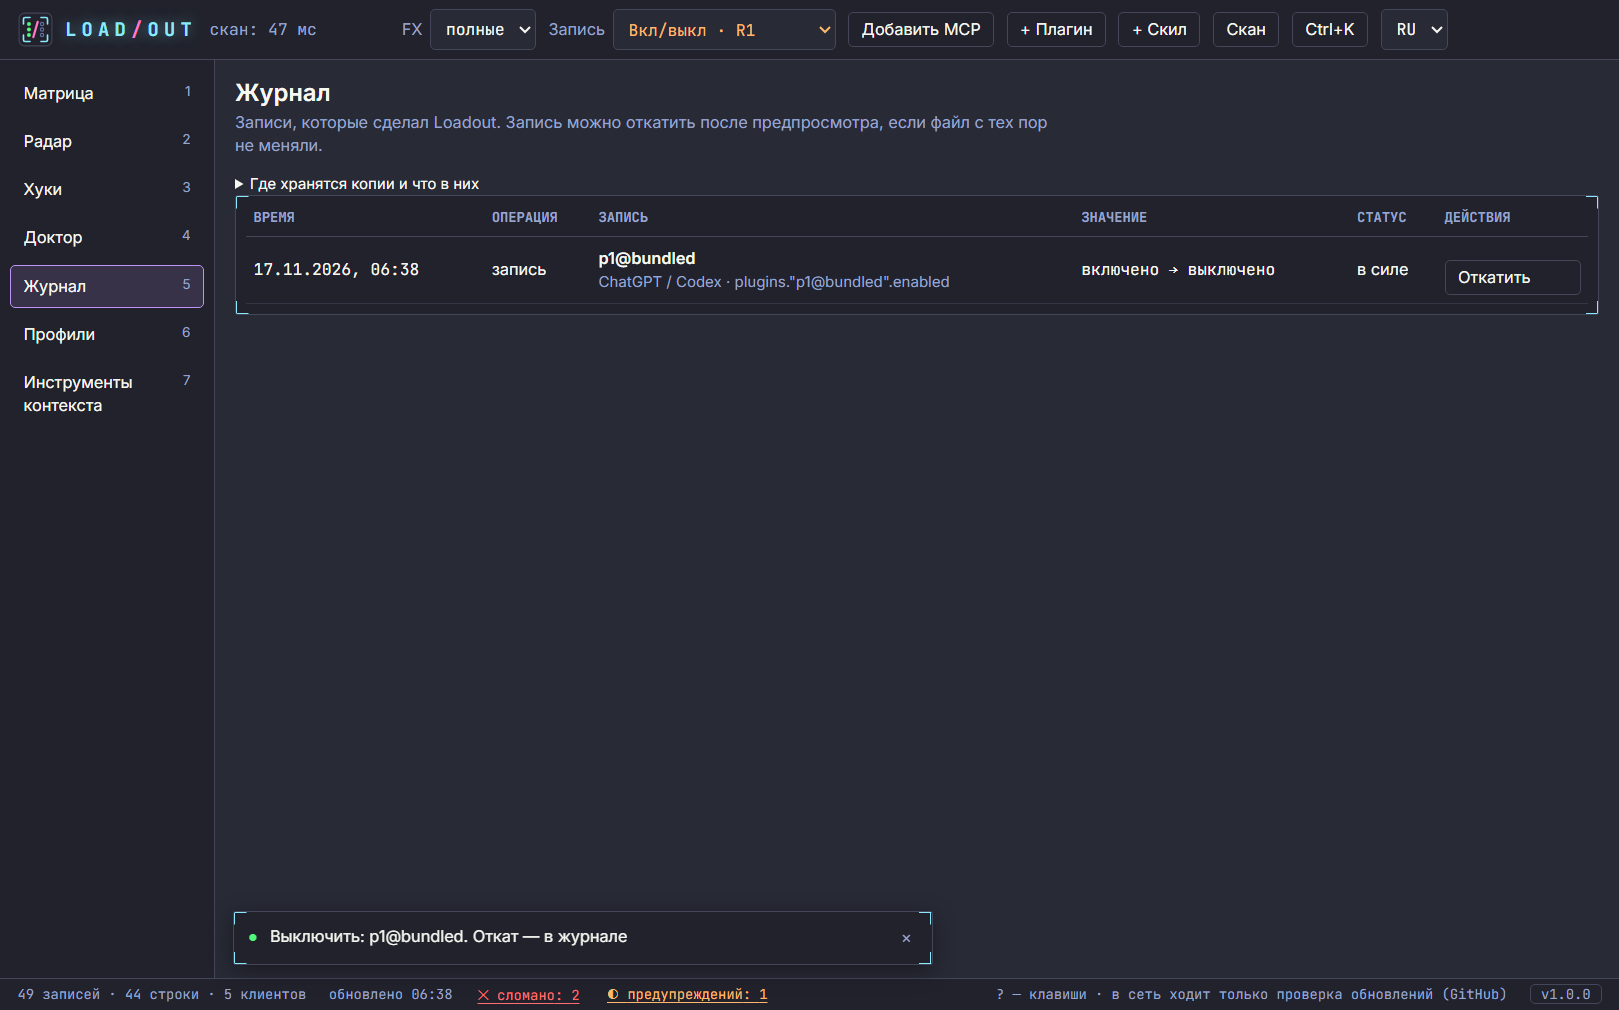 LOAD/OUT скан: 47 мс FX полные Запись Вкл/выкл · R1 Добавить MCP + Плагин + Скил Скан Ctrl+K RU
Матрица 1
Радар 2
Хуки 3
Доктор 4
Журнал 5
Профили 6
Инструменты контекста 7
Журнал
Записи, которые сделал Loadout. Запись можно откатить после предпросмотра, если файл с тех пор
не меняли.
Где хранятся копии и что в них
ВРЕМЯ ОПЕРАЦИЯ ЗАПИСЬ ЗНАЧЕНИЕ СТАТУС ДЕЙСТВИЯ
17.11.2026, 06:38 запись p1@bundled включено → выключено в силе Откатить
ChatGPT / Codex · plugins."p1@bundled".enabled
Выключить: p1@bundled. Откат — в журнале ×
49 записей · 44 строки · 5 клиентов обновлено 06:38 сломано: 2 предупреждений: 1 ? — клавиши · в сеть ходит только проверка обновлений (GitHub) v1.0.0